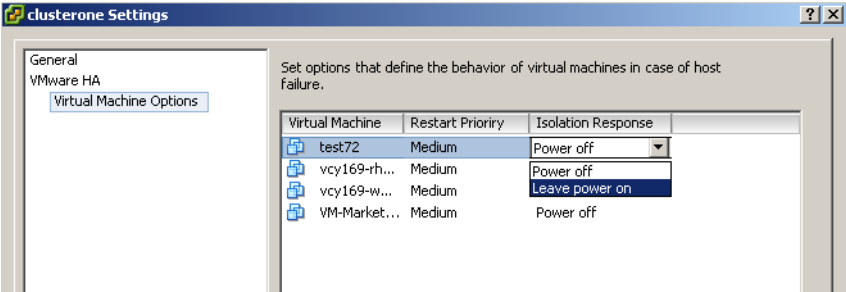 clusterone Settings
General
VMware HA
Virtual Machine Options
Set options that define the behavior of virtual machines in case of host
failure.
Virtual Machine Restart Prioriry Isolation Response
test72 Medium Power off
vcy169-rh... Medium Power off
vcy169-w... Medium Leave power on
VM-Market... Medium Power off